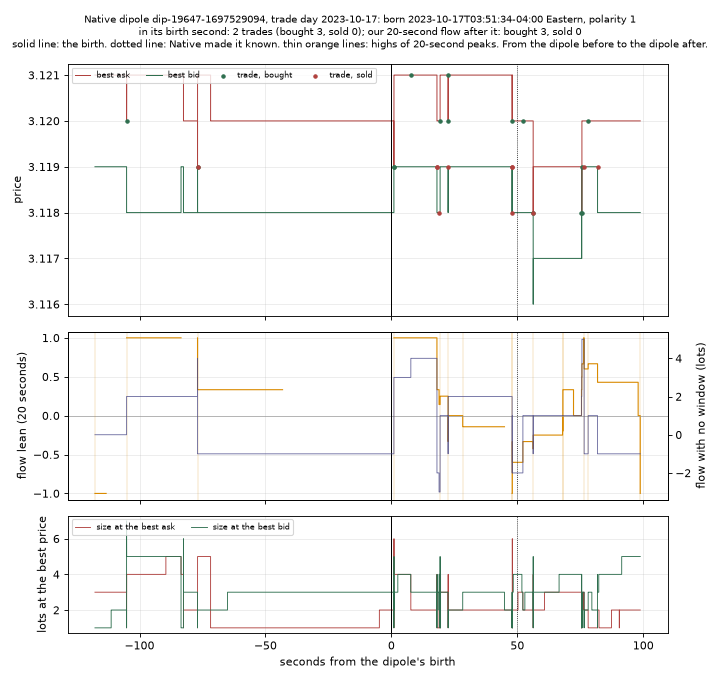 Native dipole dip-19647-1697529094, trade day 2023-10-17: born 2023-10-17T03:51:34-04:00 Eastern, polarity 1
in its birth second: 2 trades (bought 3, sold 0); our 20-second flow after it: bought 3, sold 0
solid line: the birth. dotted line: Native made it known. thin orange lines: highs of 20-second peaks. From the dipole before to the dipole after.
best ask best bid trade, bought trade, sold
3.121
3.120
3.119
3.118
3.117
3.116
price
1.0
0.5
0.0
−0.5
−1.0
flow lean (20 seconds)
4
2
0
−2
flow with no window (lots)
size at the best ask size at the best bid
6
4
2
lots at the best price
−100 −50 0 50 100
seconds from the dipole's birth